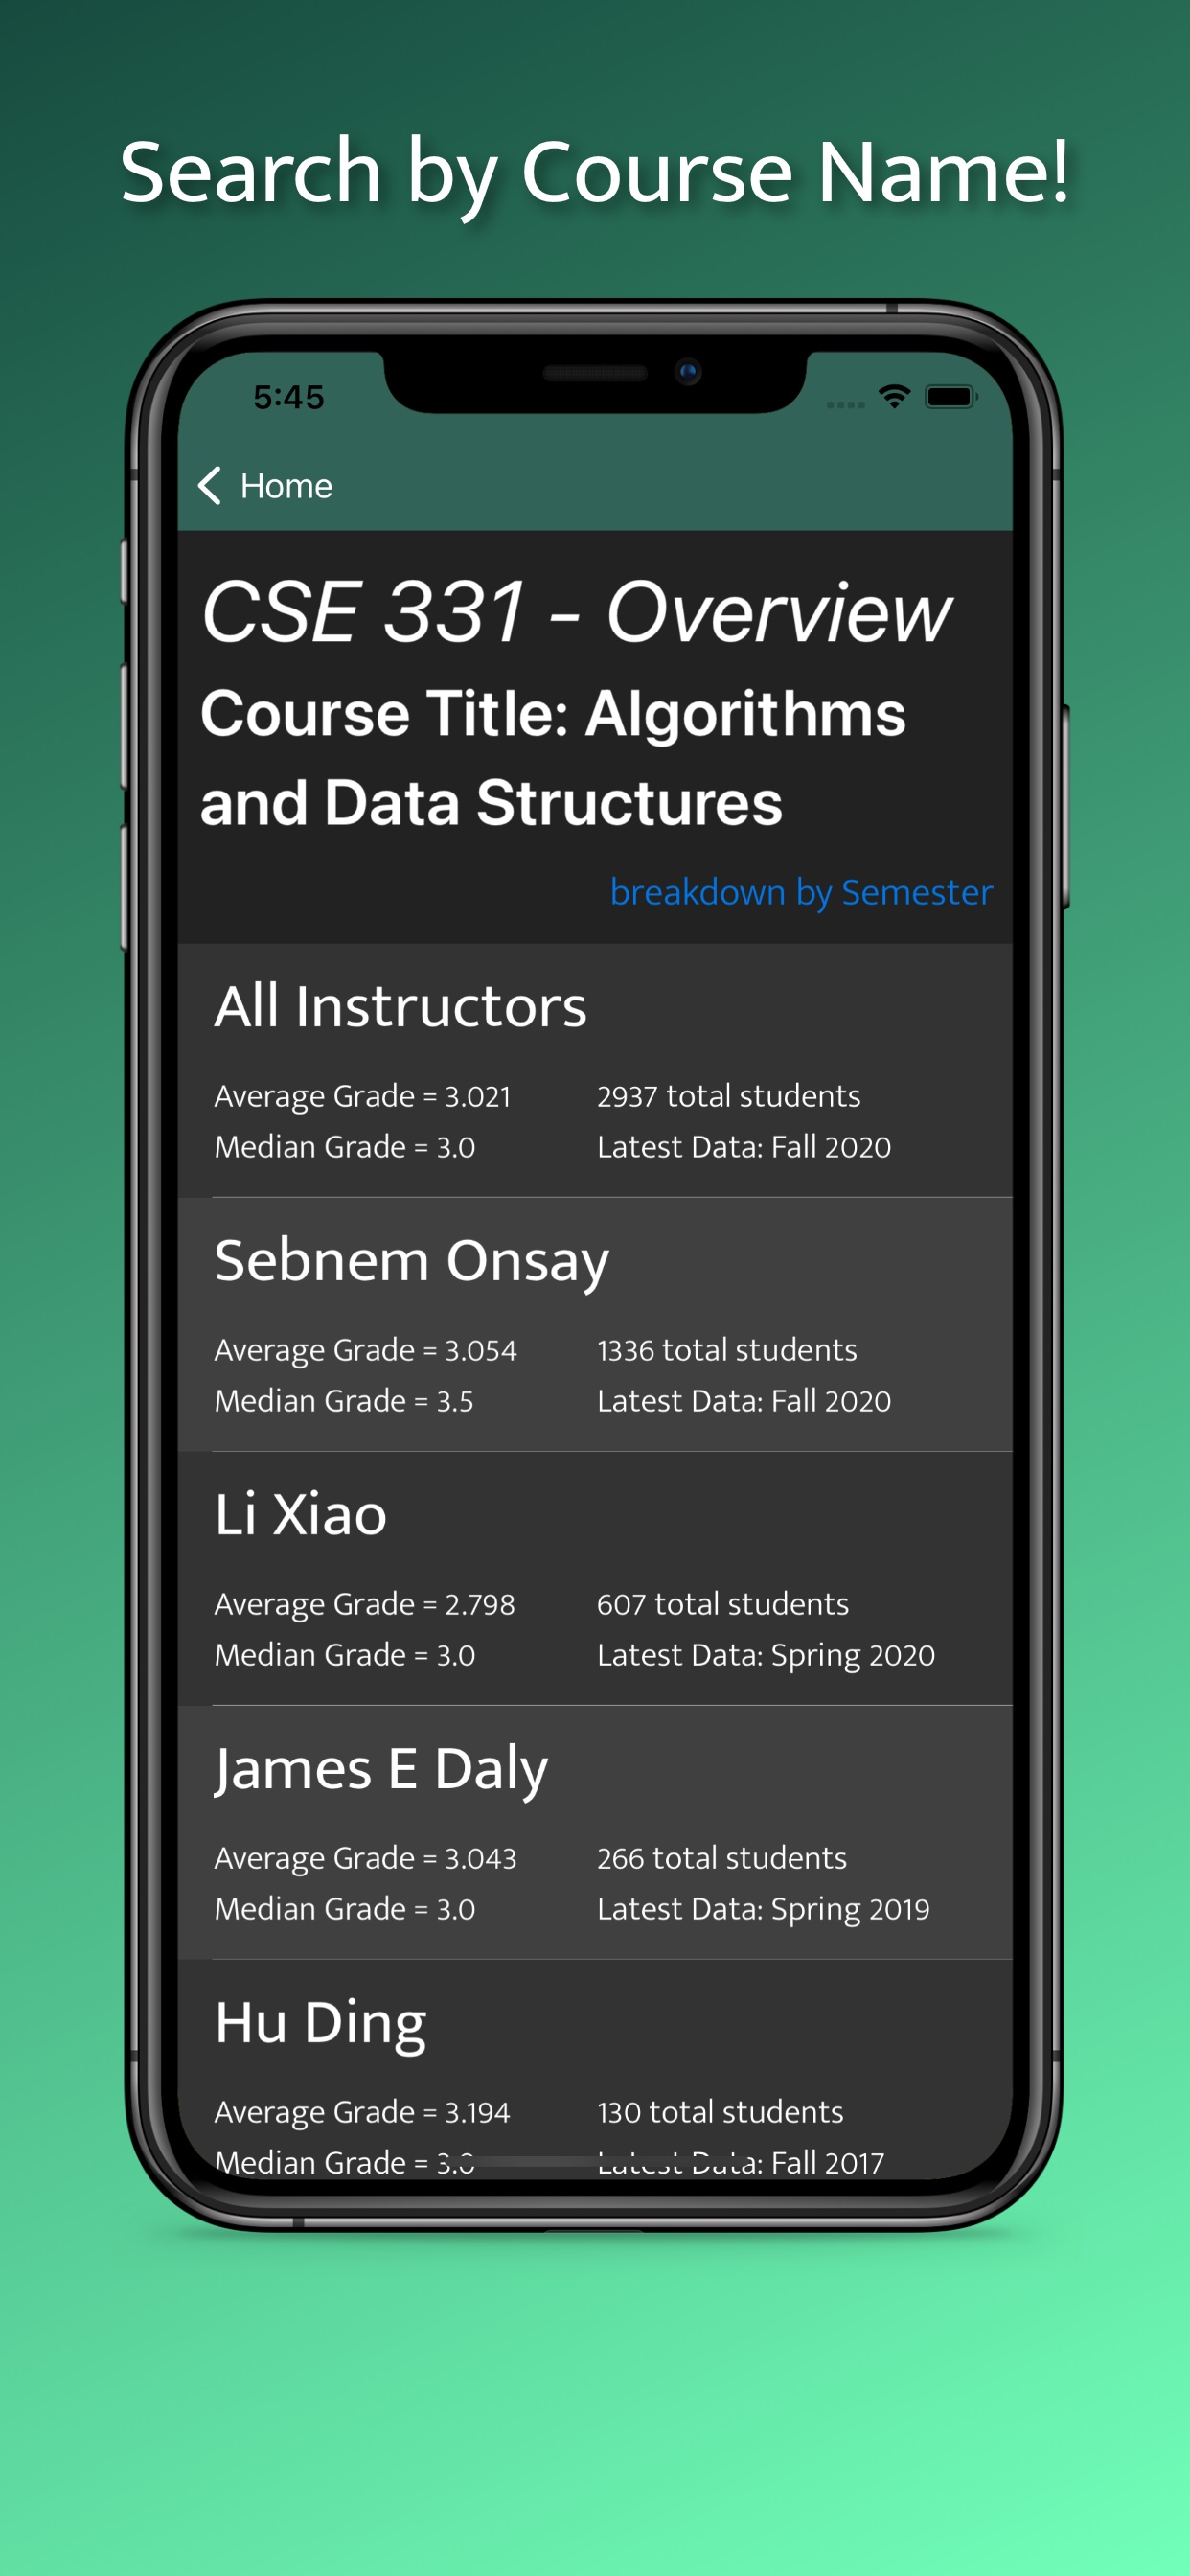 Search by Course Name!
5:45
Home
CSE 331 - Overview
Course Title: Algorithms
and Data Structures
breakdown by Semester
All Instructors
Average Grade = 3.021 2937 total students
Median Grade = 3.0 Latest Data: Fall 2020
Sebnem Onsay
Average Grade = 3.054 1336 total students
Median Grade = 3.5 Latest Data: Fall 2020
Li Xiao
Average Grade = 2.798 607 total students
Median Grade = 3.0 Latest Data: Spring 2020
James E Daly
Average Grade = 3.043 266 total students
Median Grade = 3.0 Latest Data: Spring 2019
Hu Ding
Average Grade = 3.194 130 total students
Median Grade = 3.0 Latest Data: Fall 2017